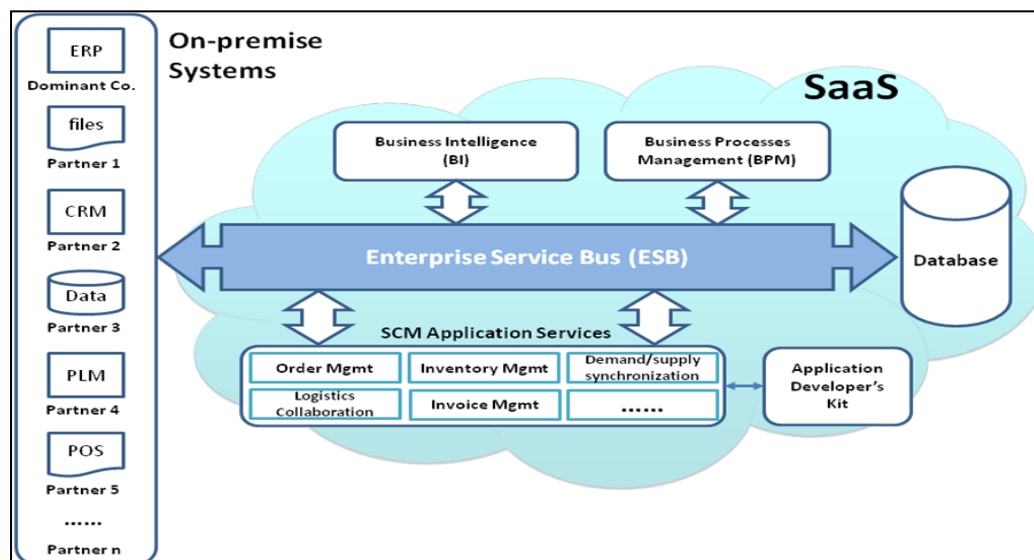 ERP
Dominant Co.
files
Partner 1
CRM
Partner 2
Data
Partner 3
PLM
Partner 4
POS
Partner 5
......
Partner n
On-premise
Systems
SaaS
Business Intelligence
(BI)
Business Processes
Management (BPM)
Enterprise Service Bus (ESB)
Database
SCM Application Services
Order Mgmt
Inventory Mgmt
Demand/supply
synchronization
Logistics
Collaboration
Invoice Mgmt
......
Application
Developer's
Kit